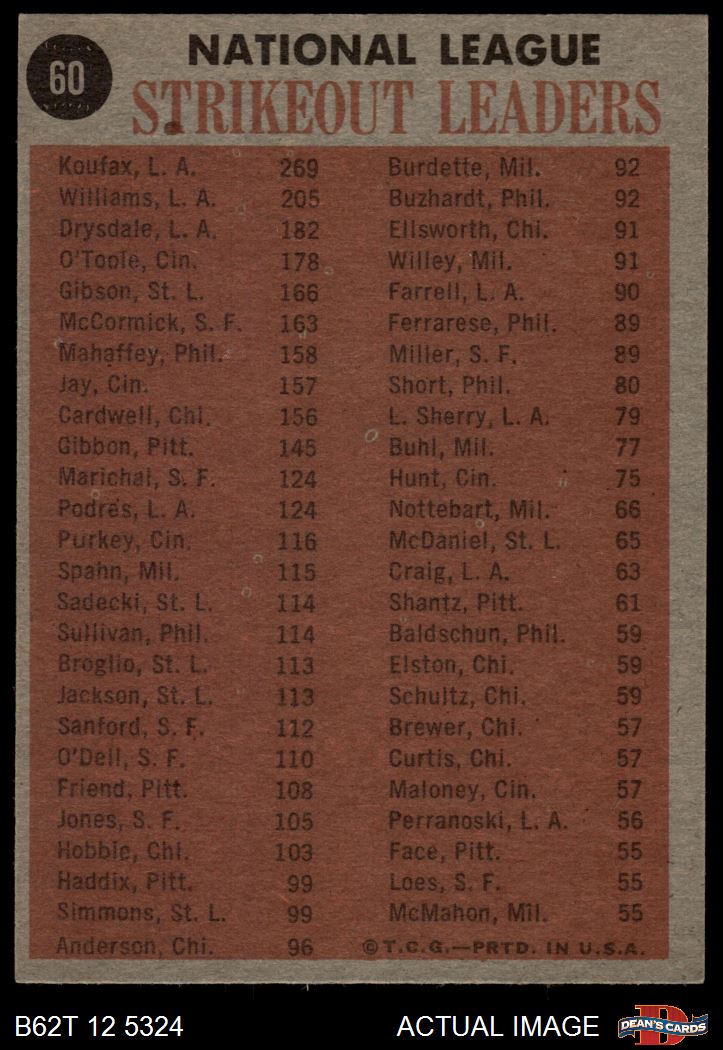 60
NATIONAL LEAGUE
STRIKEOUT LEADERS
Koufax, L. A. 269
Williams, L. A. 205
Drysdale, L. A. 182
O'Toole, Cin. 178
Gibson, St. L. 166
McCormick, S. F. 163
Mahaffey, Phil. 158
Jay, Cin. 157
Cardwell, Chi. 156
Gibbon, Pitt. 145
Marichal, S. F. 124
Podres, L. A. 124
Purkey, Cin. 116
Spahn, Mil. 115
Sadecki, St. L. 114
Sullivan, Phil. 114
Broglio, St. L. 113
Jackson, St. L. 113
Sanford, S. F. 112
O'Dell, S. F. 110
Friend, Pitt. 108
Jones, S. F. 105
Hobbie, Chi. 103
Haddix, Pitt. 99
Simmons, St. L. 99
Anderson, Chi. 96
Burdette, Mil. 92
Buzhardt, Phil. 92
Ellsworth, Chi. 91
Willey, Mil. 91
Farrell, L. A. 90
Ferrarese, Phil. 89
Miller, S. F. 89
Short, Phil. 80
L. Sherry, L. A. 79
Buhl, Mil. 77
Hunt, Cin. 75
Nottebart, Mil. 66
McDaniel, St. L. 65
Craig, L. A. 63
Shantz, Pitt. 61
Baldschun, Phil. 59
Elston, Chi. 59
Schultz, Chi. 59
Brewer, Chi. 57
Curtis, Chi. 57
Maloney, Cin. 57
Perranoski, L. A. 56
Face, Pitt. 55
Loes, S. F. 55
McMahon, Mil. 55
©T.C.G.—PRTD. IN U.S.A.
B62T 12 5324
ACTUAL IMAGE
D
DEAN'S CARDS